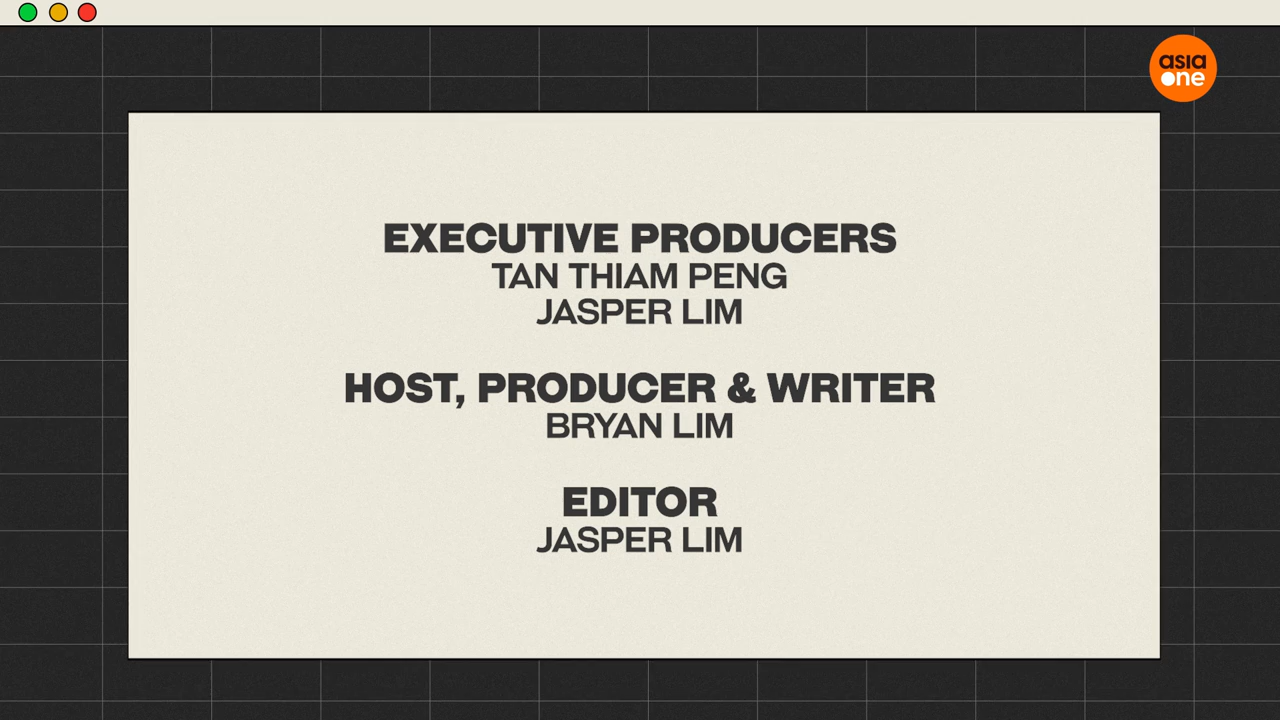 asia
one
EXECUTIVE PRODUCERS
TAN THIAM PENG
JASPER LIM
HOST, PRODUCER & WRITER
BRYAN LIM
EDITOR
JASPER LIM